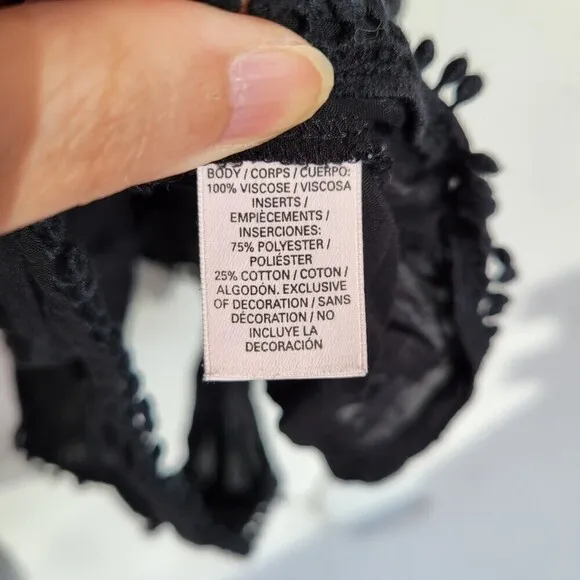 BODY / CORPS / CUERPO:
100% VISCOSE / VISCOSA
INSERTS /
EMPIÈCEMENTS /
INSERCIONES:
75% POLYESTER /
POLIÉSTER
25% COTTON / COTON /
ALGODÓN. EXCLUSIVE
OF DECORATION / SANS
DÉCORATION / NO
INCLUYE LA
DECORACIÓN